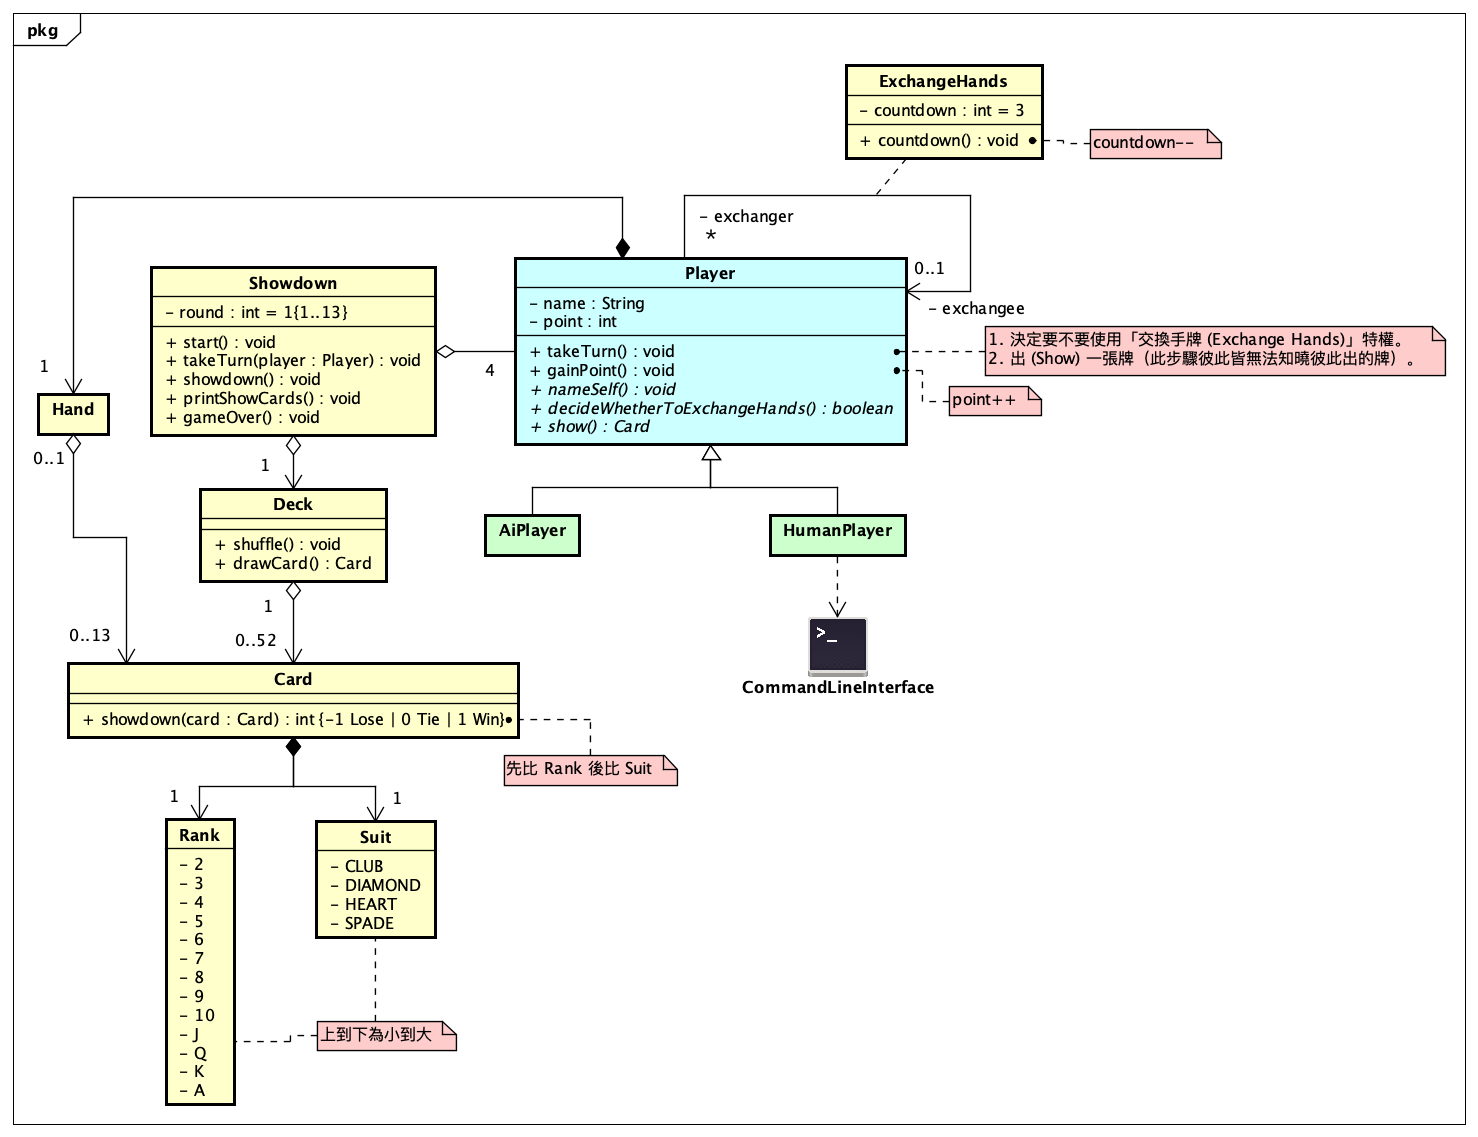 pkg
ExchangeHands
- countdown : int = 3
+ countdown() : void
countdown--
- exchanger
*
0..1
- exchangee
Player
- name : String
- point : int
+ takeTurn() : void
+ gainPoint() : void
+ nameSelf() : void
+ decideWhetherToExchangeHands() : boolean
+ show() : Card
1. 決定要不要使用「交換手牌 (Exchange Hands)」特權。
2. 出 (Show) 一張牌（此步驟彼此皆無法知曉彼此出的牌）。
point++
Showdown
- round : int = 1{1..13}
+ start() : void
+ takeTurn(player : Player) : void
+ showdown() : void
+ printShowCards() : void
+ gameOver() : void
4
1
Hand
0..1
1
Deck
+ shuffle() : void
+ drawCard() : Card
AiPlayer
HumanPlayer
1
0..13
0..52
>_
CommandLineInterface
Card
+ showdown(card : Card) : int {-1 Lose | 0 Tie | 1 Win}
先比 Rank 後比 Suit
1
1
Rank
- 2
- 3
- 4
- 5
- 6
- 7
- 8
- 9
- 10
- J
- Q
- K
- A
Suit
- CLUB
- DIAMOND
- HEART
- SPADE
上到下為小到大